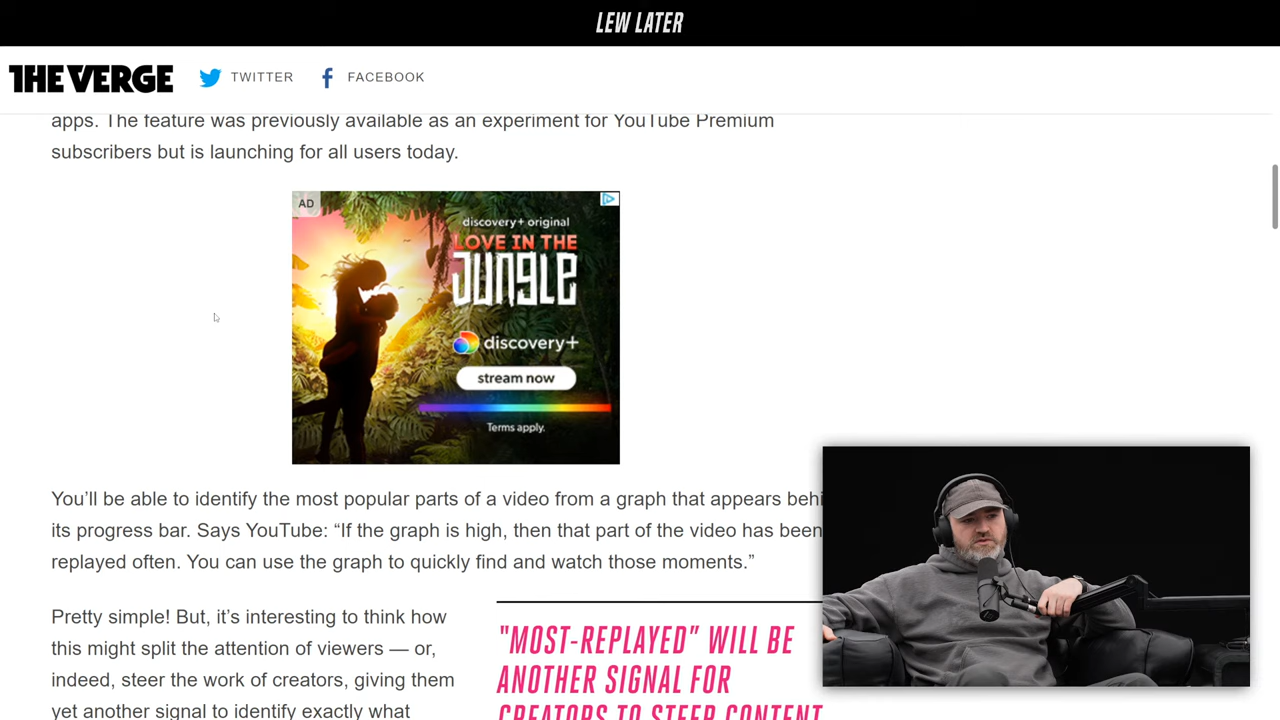 LEW LATER
THE VERGE
TWITTER
FACEBOOK
apps. The feature was previously available as an experiment for YouTube Premium
subscribers but is launching for all users today.
AD
discovery+ original
LOVE IN THE
JUNGLE
discovery+
stream now
Terms apply.
You’ll be able to identify the most popular parts of a video from a graph that appears
its progress bar. Says YouTube: “If the graph is high, then that part of the video has been
replayed often. You can use the graph to quickly find and watch those moments.”
Pretty simple! But, it’s interesting to think how
this might split the attention of viewers — or,
indeed, steer the work of creators, giving them
yet another signal to identify exactly what
"MOST-REPLAYED” WILL BE
ANOTHER SIGNAL FOR
CREATORS TO STEER CONTENT